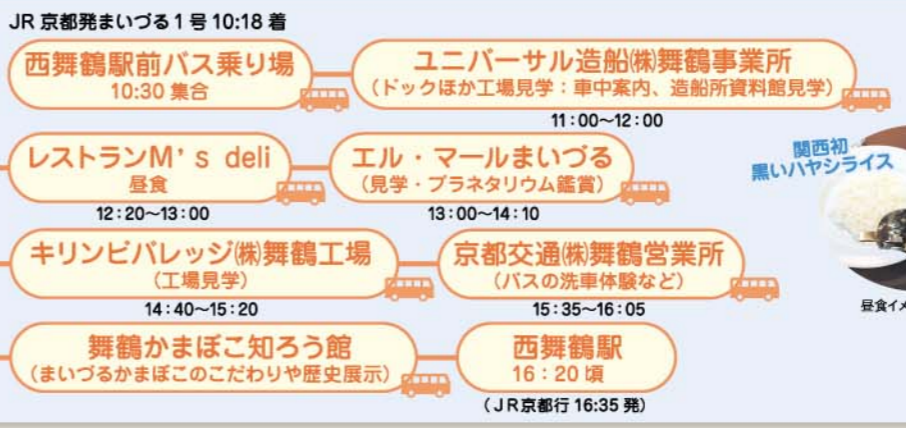 JR 京都発まいづる1号 10:18 着
西舞鶴駅前バス乗り場
10:30 集合
ユニバーサル造船㈱舞鶴事業所
（ドックほか工場見学：車中案内、造船所資料館見学）
11：00〜12：00
レストランM’s deli
昼食
12：20〜13：00
エル・マールまいづる
（見学・プラネタリウム鑑賞）
13：00〜14：10
関西初
黒いハヤシライス
キリンビバレッジ㈱舞鶴工場
（工場見学）
14：40〜15：20
京都交通㈱舞鶴営業所
（バスの洗車体験など）
15：35〜16：05
昼食イメ
舞鶴かまぼこ知ろう館
（まいづるかまぼこのこだわりや歴史展示）
西舞鶴駅
16：20 頃
（JR京都行 16:35 発）